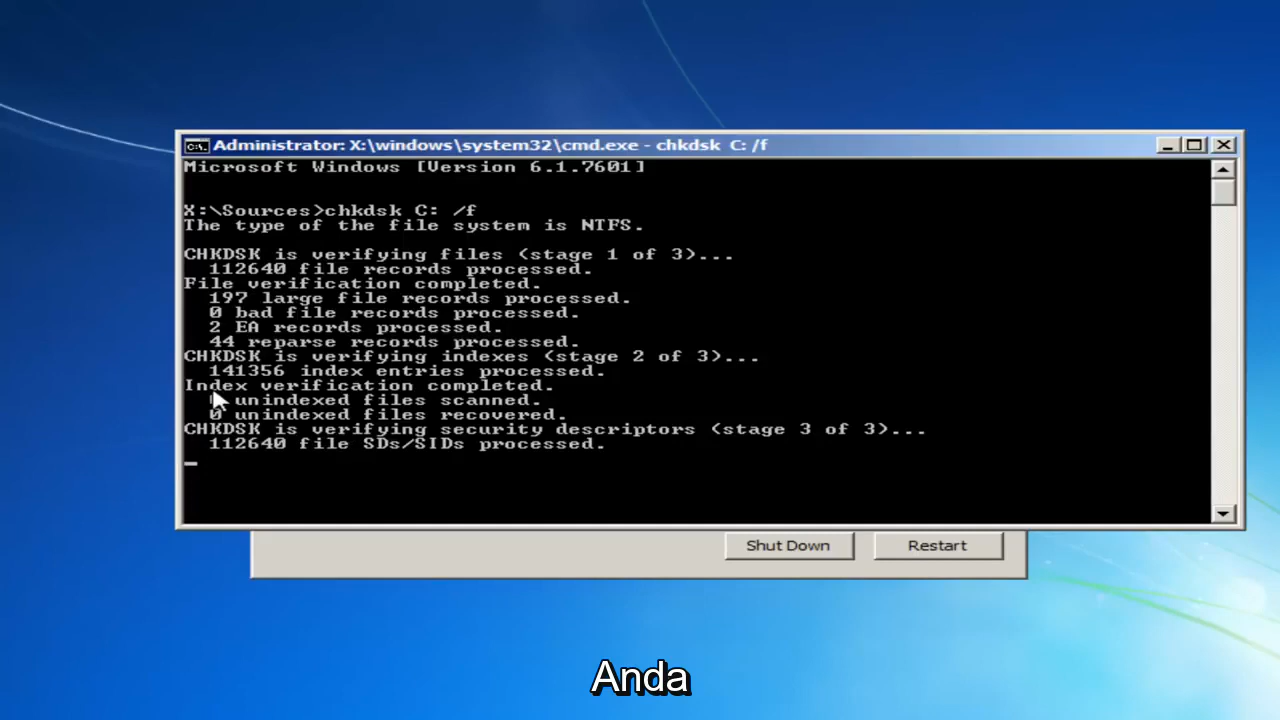 Administrator: X:\windows\system32\cmd.exe - chkdsk C: /f
Microsoft Windows [Version 6.1.7601]
X:\Sources>chkdsk C: /f
The type of the file system is NTFS.
CHKDSK is verifying files (stage 1 of 3)...
112640 file records processed.
File verification completed.
197 large file records processed.
0 bad file records processed.
2 EA records processed.
44 reparse records processed.
CHKDSK is verifying indexes (stage 2 of 3)...
141356 index entries processed.
Index verification completed.
0 unindexed files scanned.
0 unindexed files recovered.
CHKDSK is verifying security descriptors (stage 3 of 3)...
112640 file SDs/SIDs processed.
Shut Down Restart
Anda